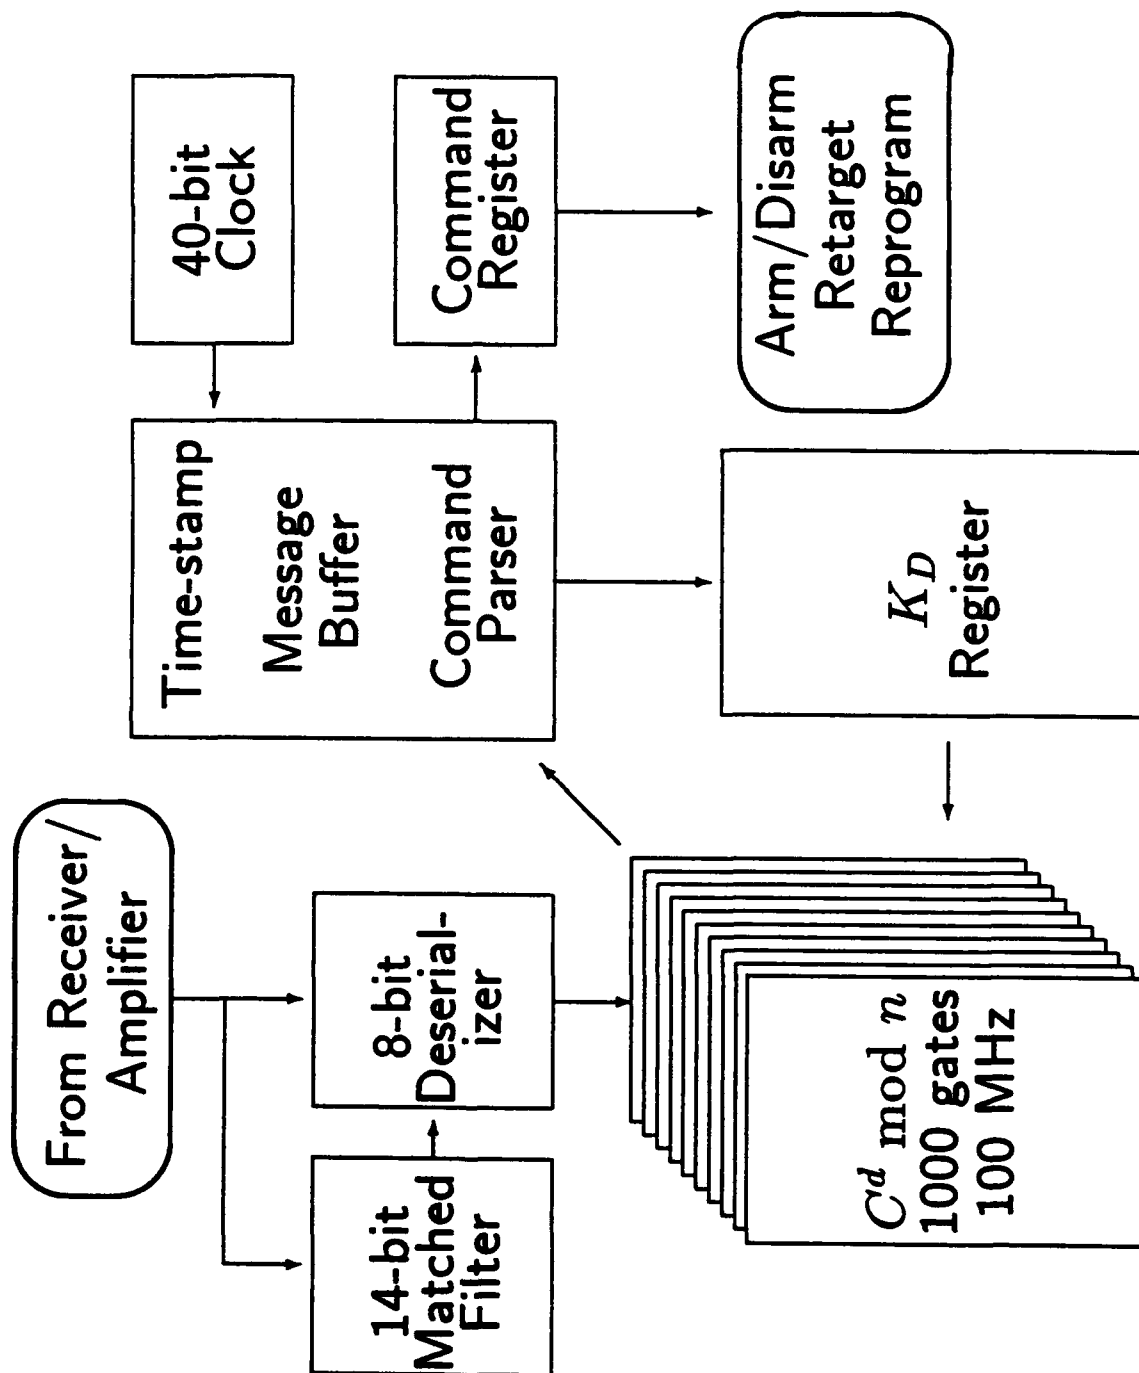 From Receiver/
Amplifier
14-bit
Matched
Filter
8-bit
Deserial-
izer
C^d mod n
1000 gates
100 MHz
Time-stamp
Message
Buffer
Command
Parser
K_D
Register
40-bit
Clock
Command
Register
Arm/Disarm
Retarget
Reprogram